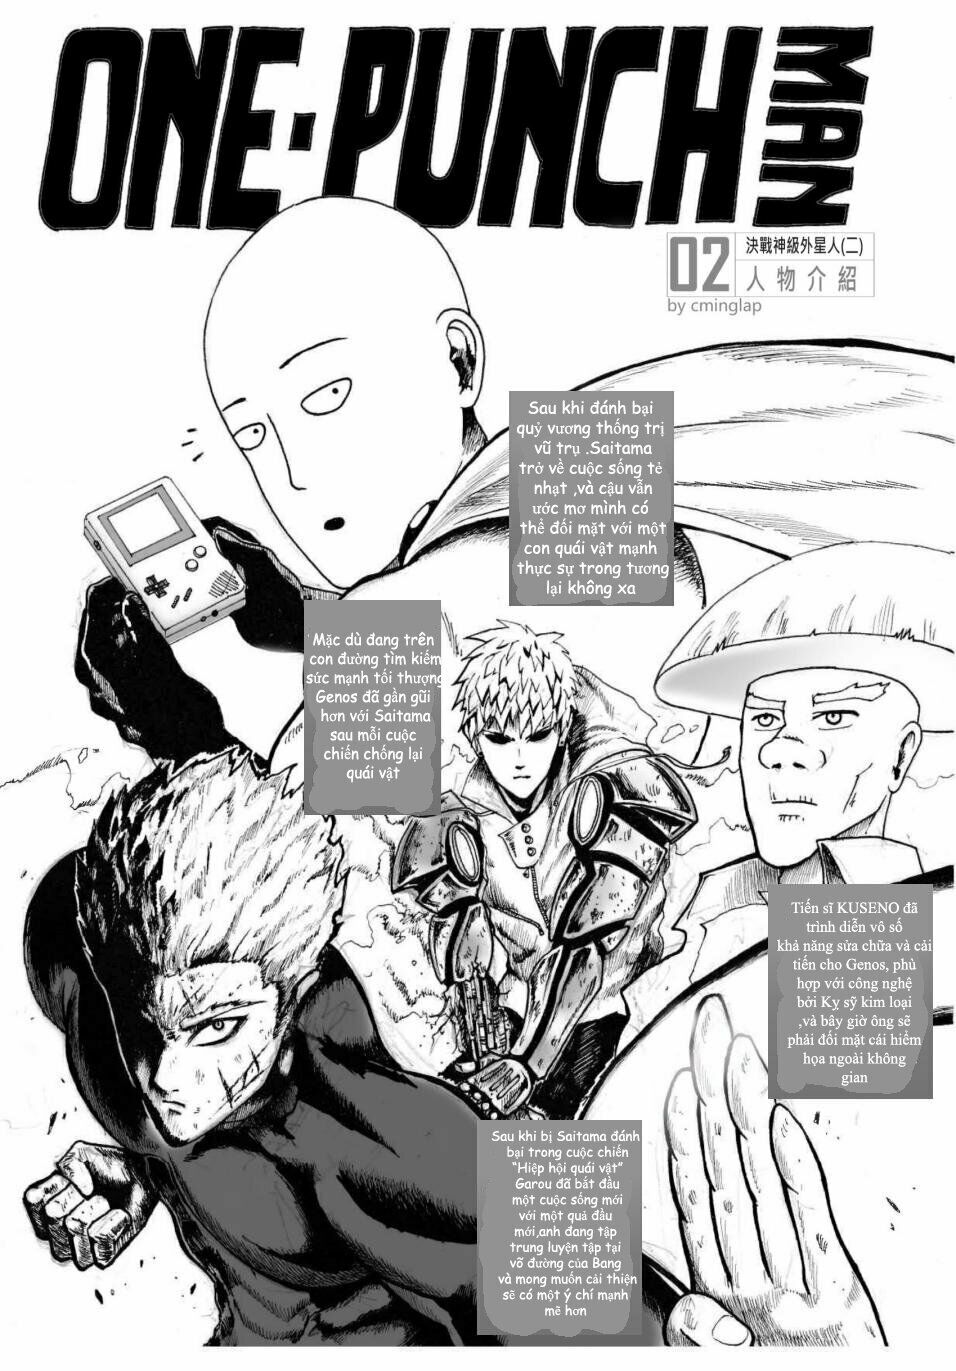 ONE-PUNCH
MAN
02
決戰神級外星人(二)
人物介紹
by cminglap
Sau khi đánh bại
quỷ vương thống trị
vũ trụ .Saitama
trở về cuộc sống tẻ
nhạt ,và cậu vẫn
ước mơ mình có
thể đối mặt với một
con quái vật mạnh
thực sự trong tương
lại không xa
Mặc dù đang trên
con đường tìm kiếm
sức mạnh tối thượng
Genos đã gần gũi
hơn với Saitama
sau mỗi cuộc
chiến chống lại
quái vật
Tiến sĩ KUSENO đã
trình diễn vô số
khả năng sửa chữa và cải
tiến cho Genos, phù
hợp với công nghệ
bởi Kỵ sỹ kim loại
,và bây giờ ông sẽ
phải đối mặt cái hiểm
họa ngoài không
gian
Sau khi bị Saitama đánh
bại trong cuộc chiến
“Hiệp hội quái vật”
Garou đã bắt đầu
một cuộc sống mới
với một quả đầu
mới,anh đang tập
trung luyện tập tại
võ đường của Bang
và mong muốn cải thiện
sẽ có một ý chí mạnh
mẽ hơn